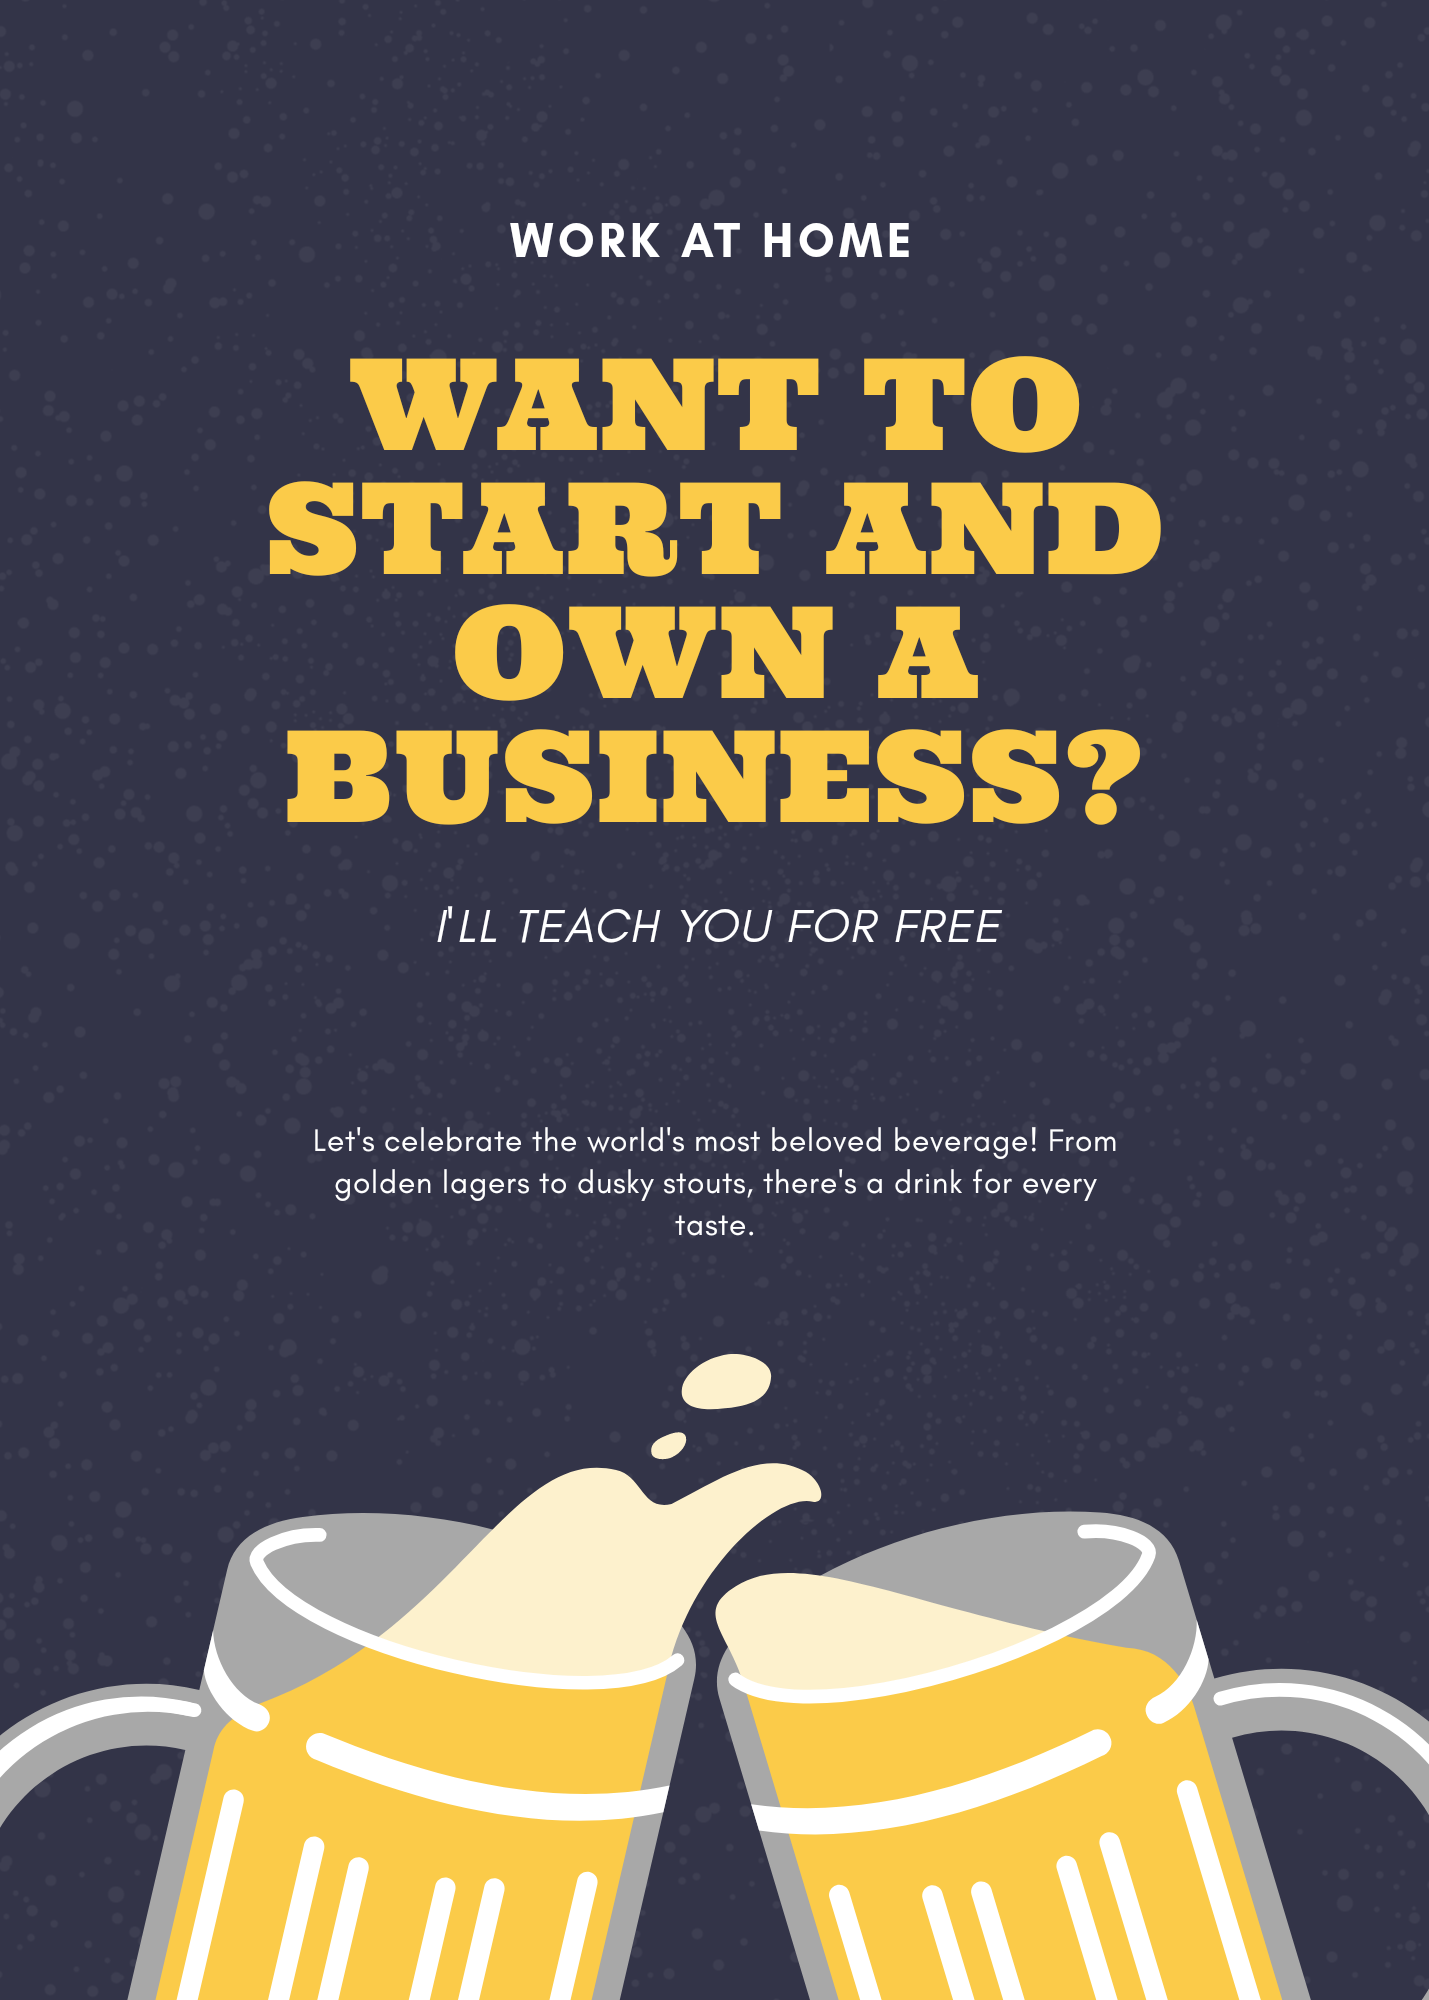 WORK AT HOME
WANT TO
START AND
OWN A
BUSINESS?
I'LL TEACH YOU FOR FREE
Let's celebrate the world's most beloved beverage! From
golden lagers to dusky stouts, there's a drink for every
taste.